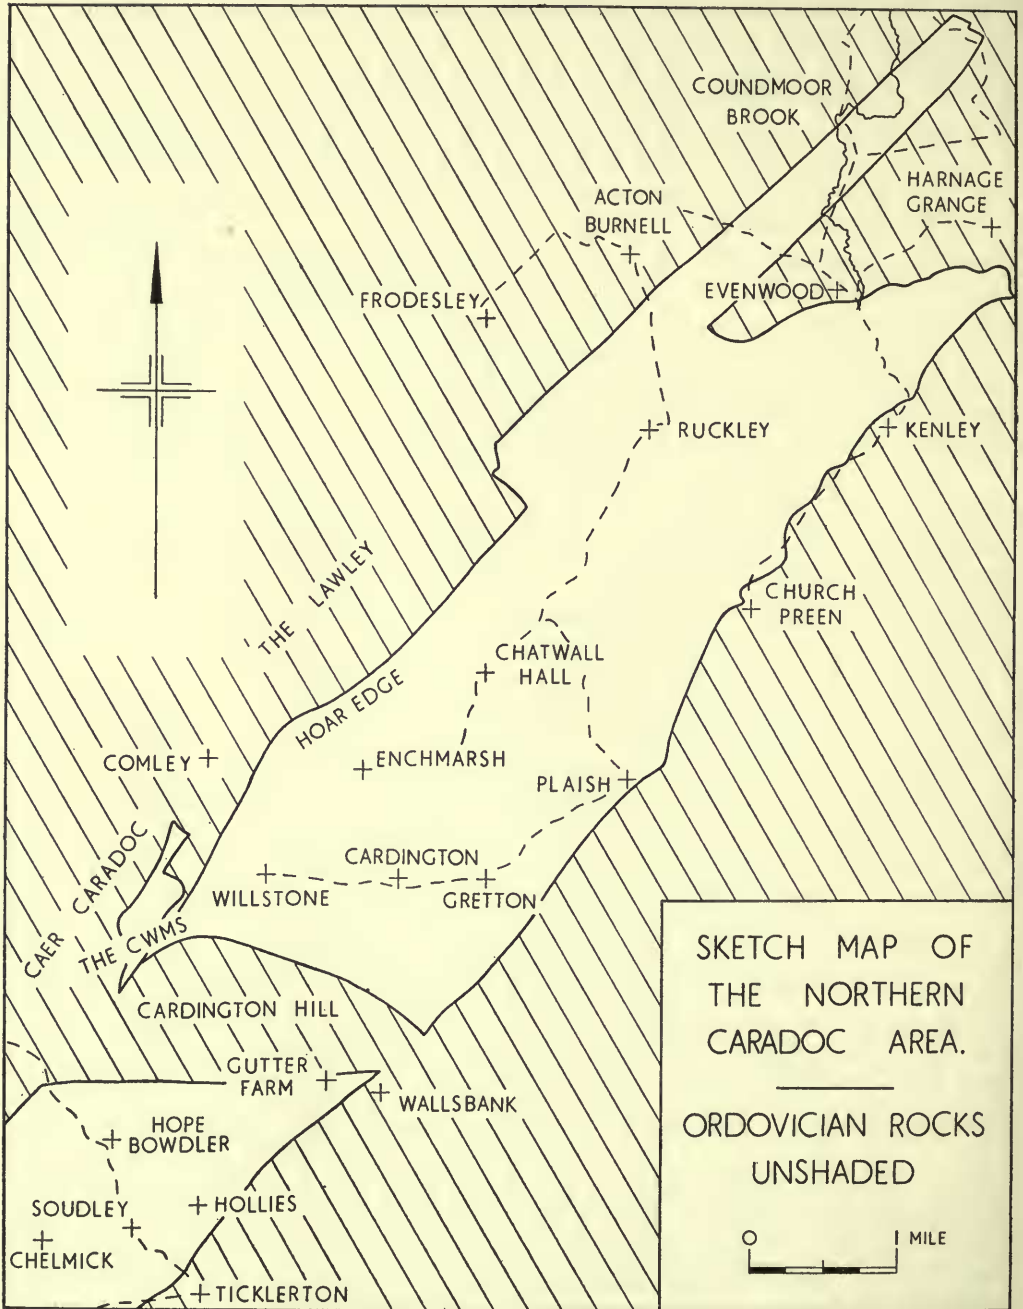 COUNDMOOR
BROOK
HARNAGE
GRANGE
ACTON
BURNELL
FRODESLEY
EVENWOOD
RUCKLEY
KENLEY
THE LAWLEY
CHURCH
PREEN
CHATWALL
HALL
HOAR EDGE
COMLEY
ENCHMARSH
PLAISH
CAER CARADOC
CARDINGTON
WILLSTONE
GRETTON
THE CWMS
CARDINGTON HILL
GUTTER
FARM
WALLSBANK
HOPE
BOWDLER
SOUDLEY
HOLLIES
CHELMICK
TICKLERTON
SKETCH MAP OF
THE NORTHERN
CARADOC AREA.
ORDOVICIAN ROCKS
UNSHADED
0 1 MILE